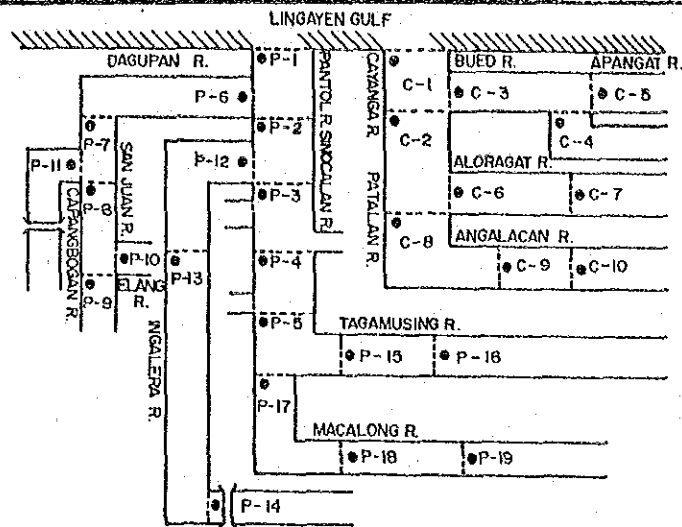 LINGAYEN GULF
DAGUPAN R.
P-1
PANTOL R. SINOCALAN R.
CAYANGA R.
PATALAN R.
C-1
BUED R.
APANGAT R.
C-3
C-5
P-6
P-2
C-2
C-4
P-7
SAN JUAN R.
P-12
P-11
ALORAGAT R.
P-8
P-3
C-6
C-7
CAPANGBOGAN R.
C-8
ANGALACAN R.
P-10
P-13
P-4
C-9
C-10
P-9
ELANG R.
INGALERA R.
P-5
TAGAMUSING R.
P-15
P-16
P-17
MACALONG R.
P-18
P-19
P-14